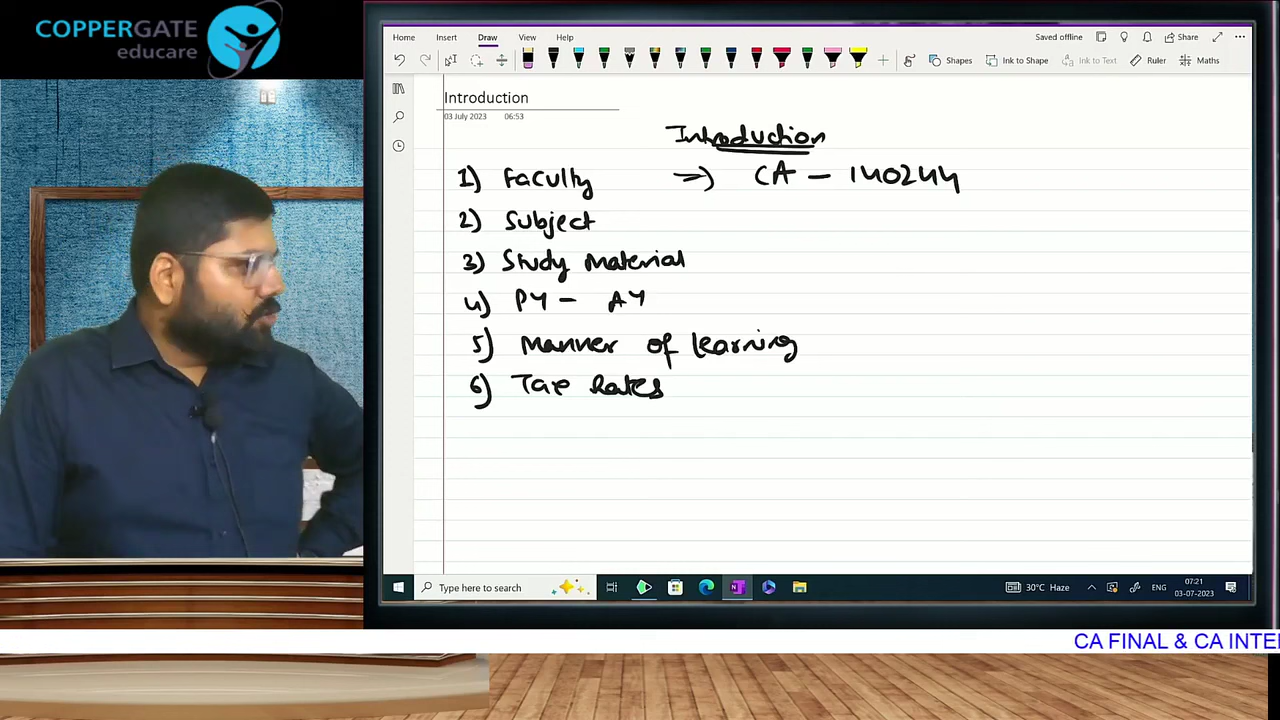 COPPERGATE
educare
Home Insert Draw View Help
Saved offline
Share
Shapes
Ink to Shape
Ink to Text
Ruler
Maths
Introduction
03 July 2023 06:53
Introduction
1) Faculty => CA - 140244
2) Subject
3) Study Material
4) PY - AY
5) Manner of learning
6) Tax Rates
Type here to search
30°C Haze
ENG
07:21
03-07-2023
CA FINAL & CA INTE